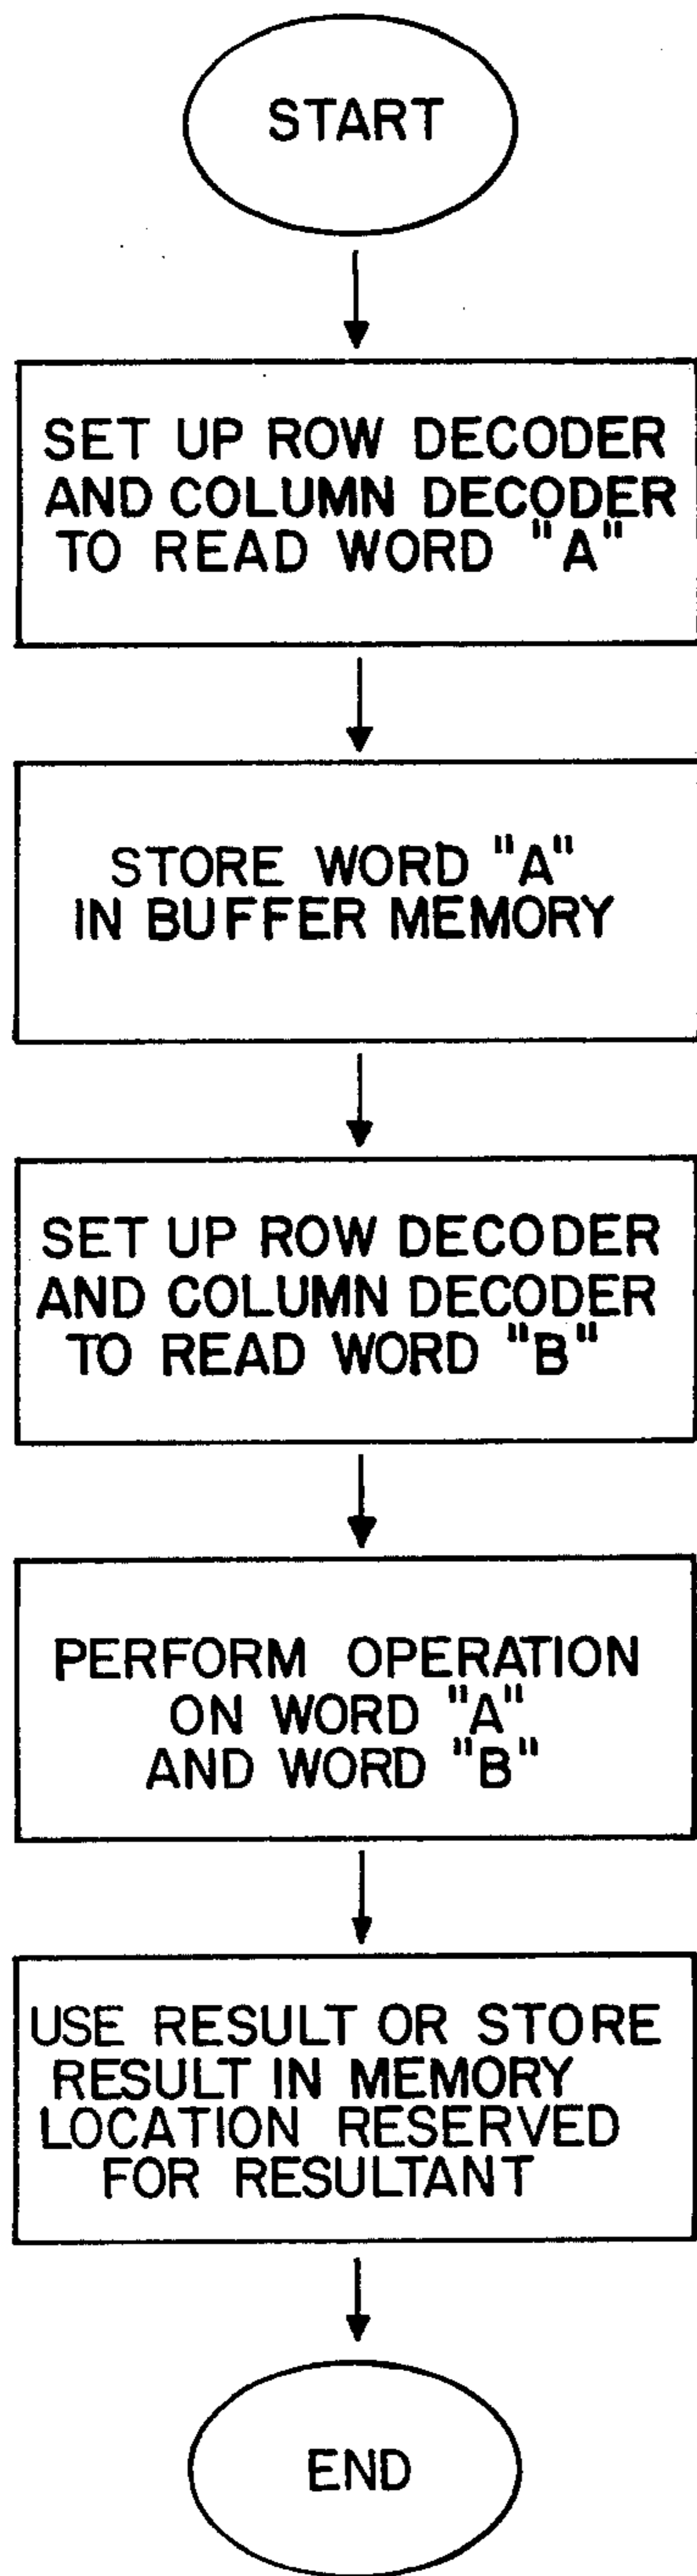 START
SET UP ROW DECODER
AND COLUMN DECODER
TO READ WORD "A"
STORE WORD "A"
IN BUFFER MEMORY
SET UP ROW DECODER
AND COLUMN DECODER
TO READ WORD "B"
PERFORM OPERATION
ON WORD "A"
AND WORD "B"
USE RESULT OR STORE
RESULT IN MEMORY
LOCATION RESERVED
FOR RESULTANT
END